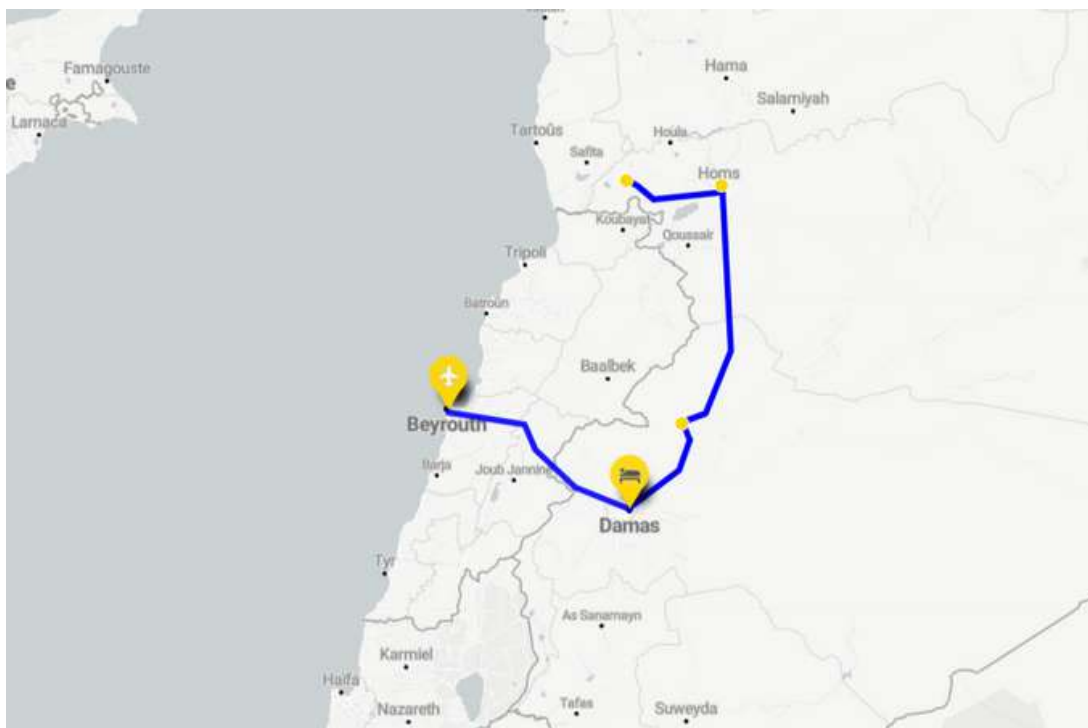 Hama
Famagouste
Salamiyah
Larnaca
Tartoûs
Houla
Safita
Homs
Koubayat
Qoussair
Tripoli
Batroûn
Baalbek
Beyrouth
Barja
Joub Jannine
Damas
Tyr
As Sanamayn
Karmiel
Haïfa
Nazareth
Tafas
Suweyda